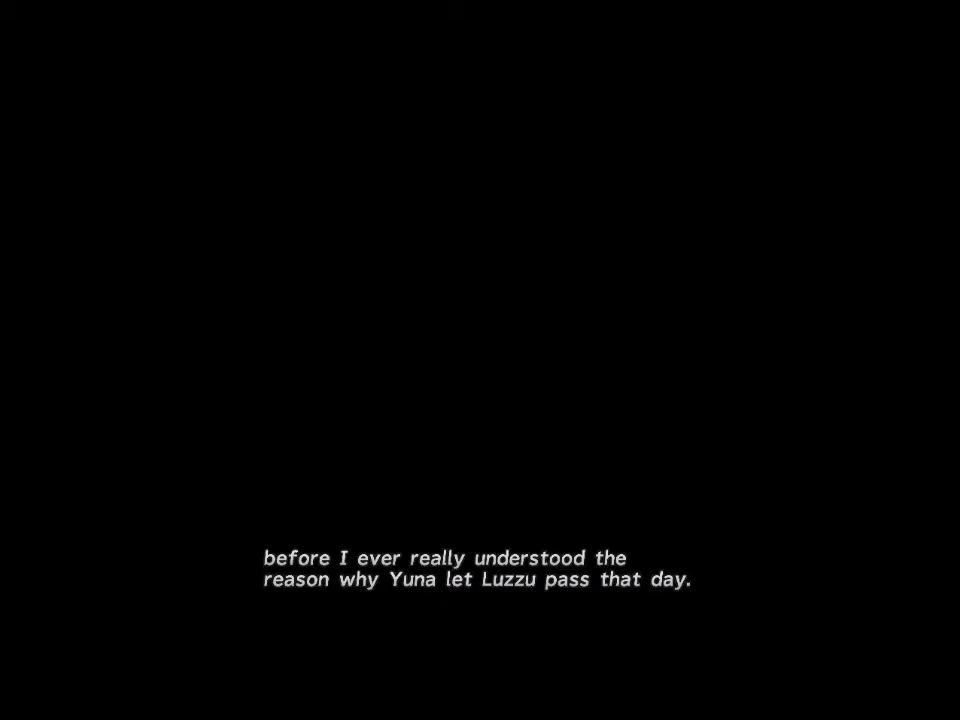 before I ever really understood the
reason why Yuna let Luzzu pass that day.